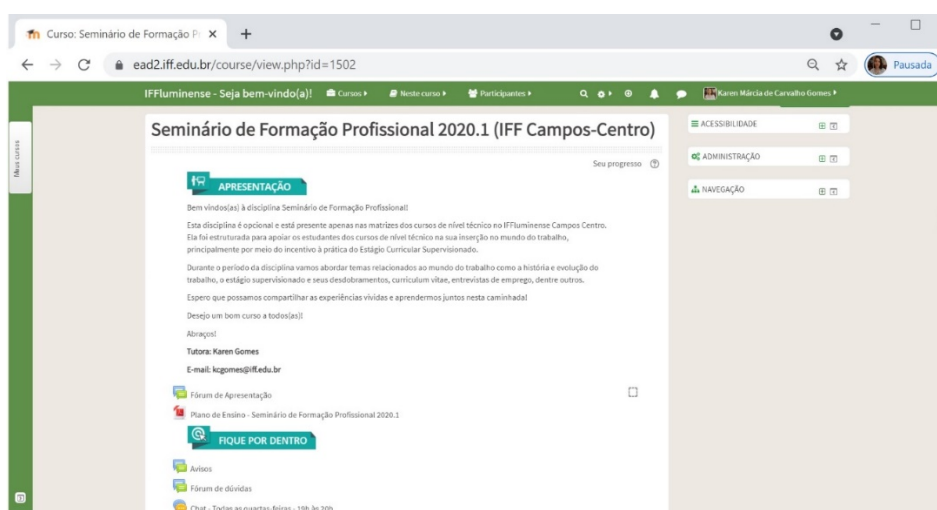 Curso: Seminário de Formação P
ead2.iff.edu.br/course/view.php?id=1502
Pausada
IFFluminense - Seja bem-vindo(a)! Cursos Neste curso Participantes Karen Márcia de Carvalho Gomes
Meus cursos
Seminário de Formação Profissional 2020.1 (IFF Campos-Centro)
Seu progresso
APRESENTAÇÃO
Bem vindos(as) à disciplina Seminário de Formação Profissional!
Esta disciplina é opcional e está presente apenas nas matrizes dos cursos de nível técnico no IFFluminense Campos Centro.
Ela foi estruturada para apoiar os estudantes dos cursos de nível técnico na sua inserção no mundo do trabalho,
principalmente por meio do incentivo à prática do Estágio Curricular Supervisionado.
Durante o período da disciplina vamos abordar temas relacionados ao mundo do trabalho como a história e evolução do
trabalho, o estágio supervisionado e seus desdobramentos, curriculum vitae, entrevistas de emprego, dentre outros.
Espero que possamos compartilhar as experiências vividas e aprendermos juntos nesta caminhada!
Desejo um bom curso a todos(as)!
Abraços!
Tutora: Karen Gomes
E-mail: kcgomes@iff.edu.br
Fórum de Apresentação
Plano de Ensino - Seminário de Formação Profissional 2020.1
FIQUE POR DENTRO
Avisos
Fórum de dúvidas
Chat - Todas as quartas-feiras - 19h às 20h
ACESSIBILIDADE
ADMINISTRAÇÃO
NAVEGAÇÃO